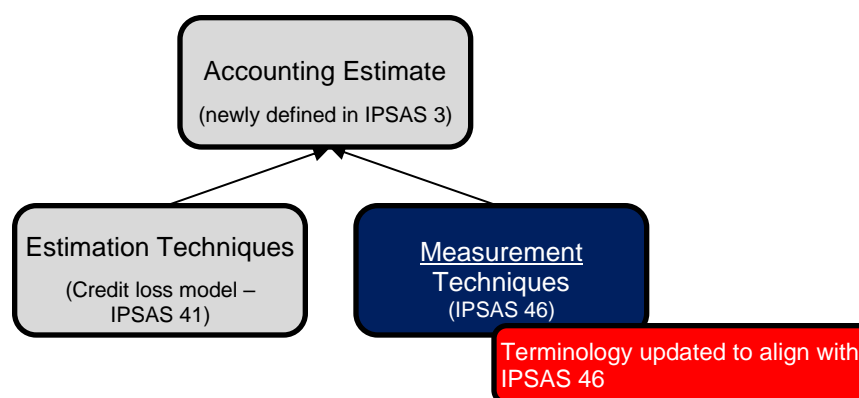 Accounting Estimate
(newly defined in IPSAS 3)
Estimation Techniques
(Credit loss model –
IPSAS 41)
Measurement
Techniques
(IPSAS 46)
Terminology updated to align with
IPSAS 46